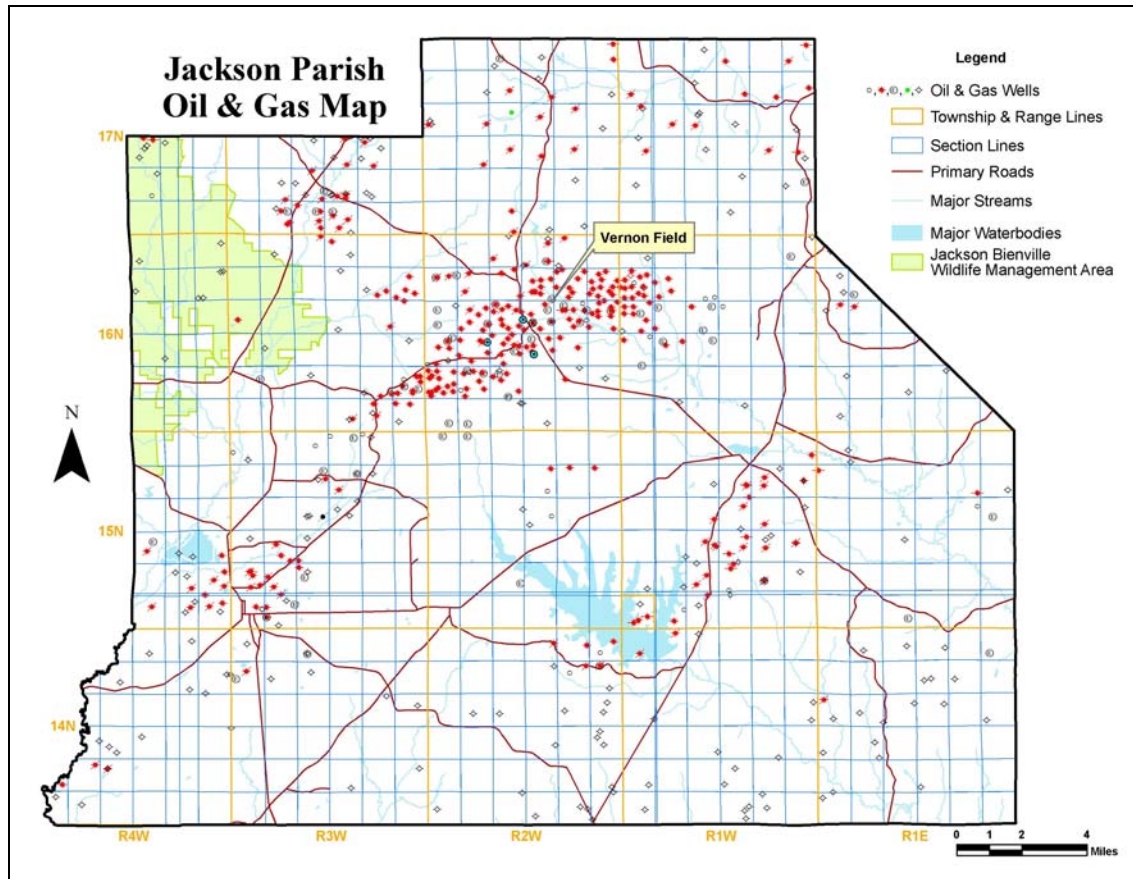 Jackson Parish
Oil & Gas Map
Legend
Oil & Gas Wells
Township & Range Lines
Section Lines
Primary Roads
Major Streams
Major Waterbodies
Jackson Bienville
Wildlife Management Area
17N
Vernon Field
16N
N
15N
14N
R4W
R3W
R2W
R1W
R1E
0 1 2 4
Miles